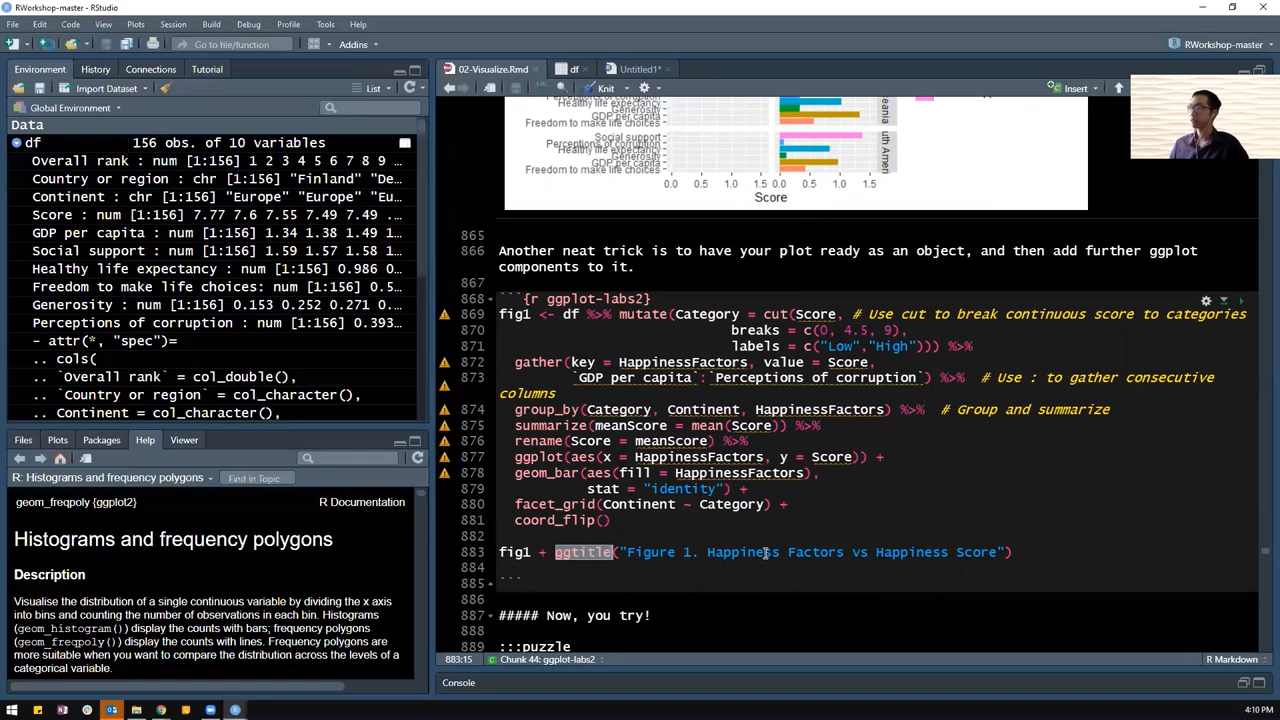 RWorkshop-master - RStudio
File Edit Code View Plots Session Build Debug Profile Tools Help
Go to file/function Addins RWorkshop-master
Environment History Connections Tutorial
Import Dataset List
Global Environment
Data
df 156 obs. of 10 variables
Overall rank : num [1:156] 1 2 3 4 5 6 7 8 9 …
Country or region : chr [1:156] "Finland" "De…
Continent : chr [1:156] "Europe" "Europe" "Eu…
Score : num [1:156] 7.77 7.6 7.55 7.49 7.49 …
GDP per capita : num [1:156] 1.34 1.38 1.49 1…
Social support : num [1:156] 1.59 1.57 1.58 1…
Healthy life expectancy : num [1:156] 0.986 0…
Freedom to make life choices: num [1:156] 0.5…
Generosity : num [1:156] 0.153 0.252 0.271 0.…
Perceptions of corruption : num [1:156] 0.393…
- attr(*, "spec")=
.. cols(
.. `Overall rank` = col_double(),
.. `Country or region` = col_character(),
.. Continent = col_character(),
Files Plots Packages Help Viewer
R: Histograms and frequency polygons Find in Topic
geom_freqpoly {ggplot2} R Documentation
Histograms and frequency polygons
Description
Visualise the distribution of a single continuous variable by dividing the x axis
into bins and counting the number of observations in each bin. Histograms
(geom_histogram()) display the counts with bars; frequency polygons
(geom_freqpoly()) display the counts with lines. Frequency polygons are
more suitable when you want to compare the distribution across the levels of a
categorical variable.
02-Visualize.Rmd df Untitled1*
Knit Insert
Healthy life expectancy
Generosity
GDP per capita
Freedom to make life choices
Social support
Perceptions of corruption
Healthy life expectancy
Generosity
GDP per capita
Freedom to make life choices
0.0 0.5 1.0 1.5 0.0 0.5 1.0 1.5
Score
865
866 Another neat trick is to have your plot ready as an object, and then add further ggplot
components to it.
867
868 ```{r ggplot-labs2}
869 fig1 <- df %>% mutate(Category = cut(Score, # Use cut to break continuous score to categories
870 breaks = c(0, 4.5, 9),
871 labels = c("Low","High"))) %>%
872 gather(key = HappinessFactors, value = Score,
873 `GDP per capita`:`Perceptions of corruption`) %>% # Use : to gather consecutive
columns
874 group_by(Category, Continent, HappinessFactors) %>% # Group and summarize
875 summarize(meanScore = mean(Score)) %>%
876 rename(Score = meanScore) %>%
877 ggplot(aes(x = HappinessFactors, y = Score)) +
878 geom_bar(aes(fill = HappinessFactors),
879 stat = "identity") +
880 facet_grid(Continent ~ Category) +
881 coord_flip()
882
883 fig1 + ggtitle("Figure 1. Happiness Factors vs Happiness Score")
884
885 ```
886
887 ##### Now, you try!
888
889 :::puzzle
883:15 Chunk 44: ggplot-labs2 R Markdown
Console
4:10 PM